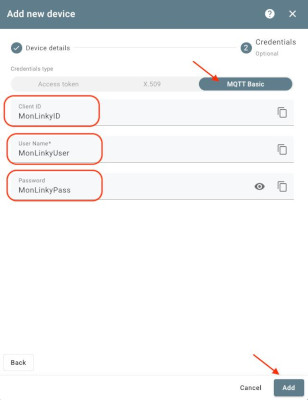 Add new device
Device details
2 Credentials
Optional
Credentials type
Access token X.509 MQTT Basic
Client ID
MonLinkyID
User Name*
MonLinkyUser
Password
MonLinkyPass
Back
Cancel Add